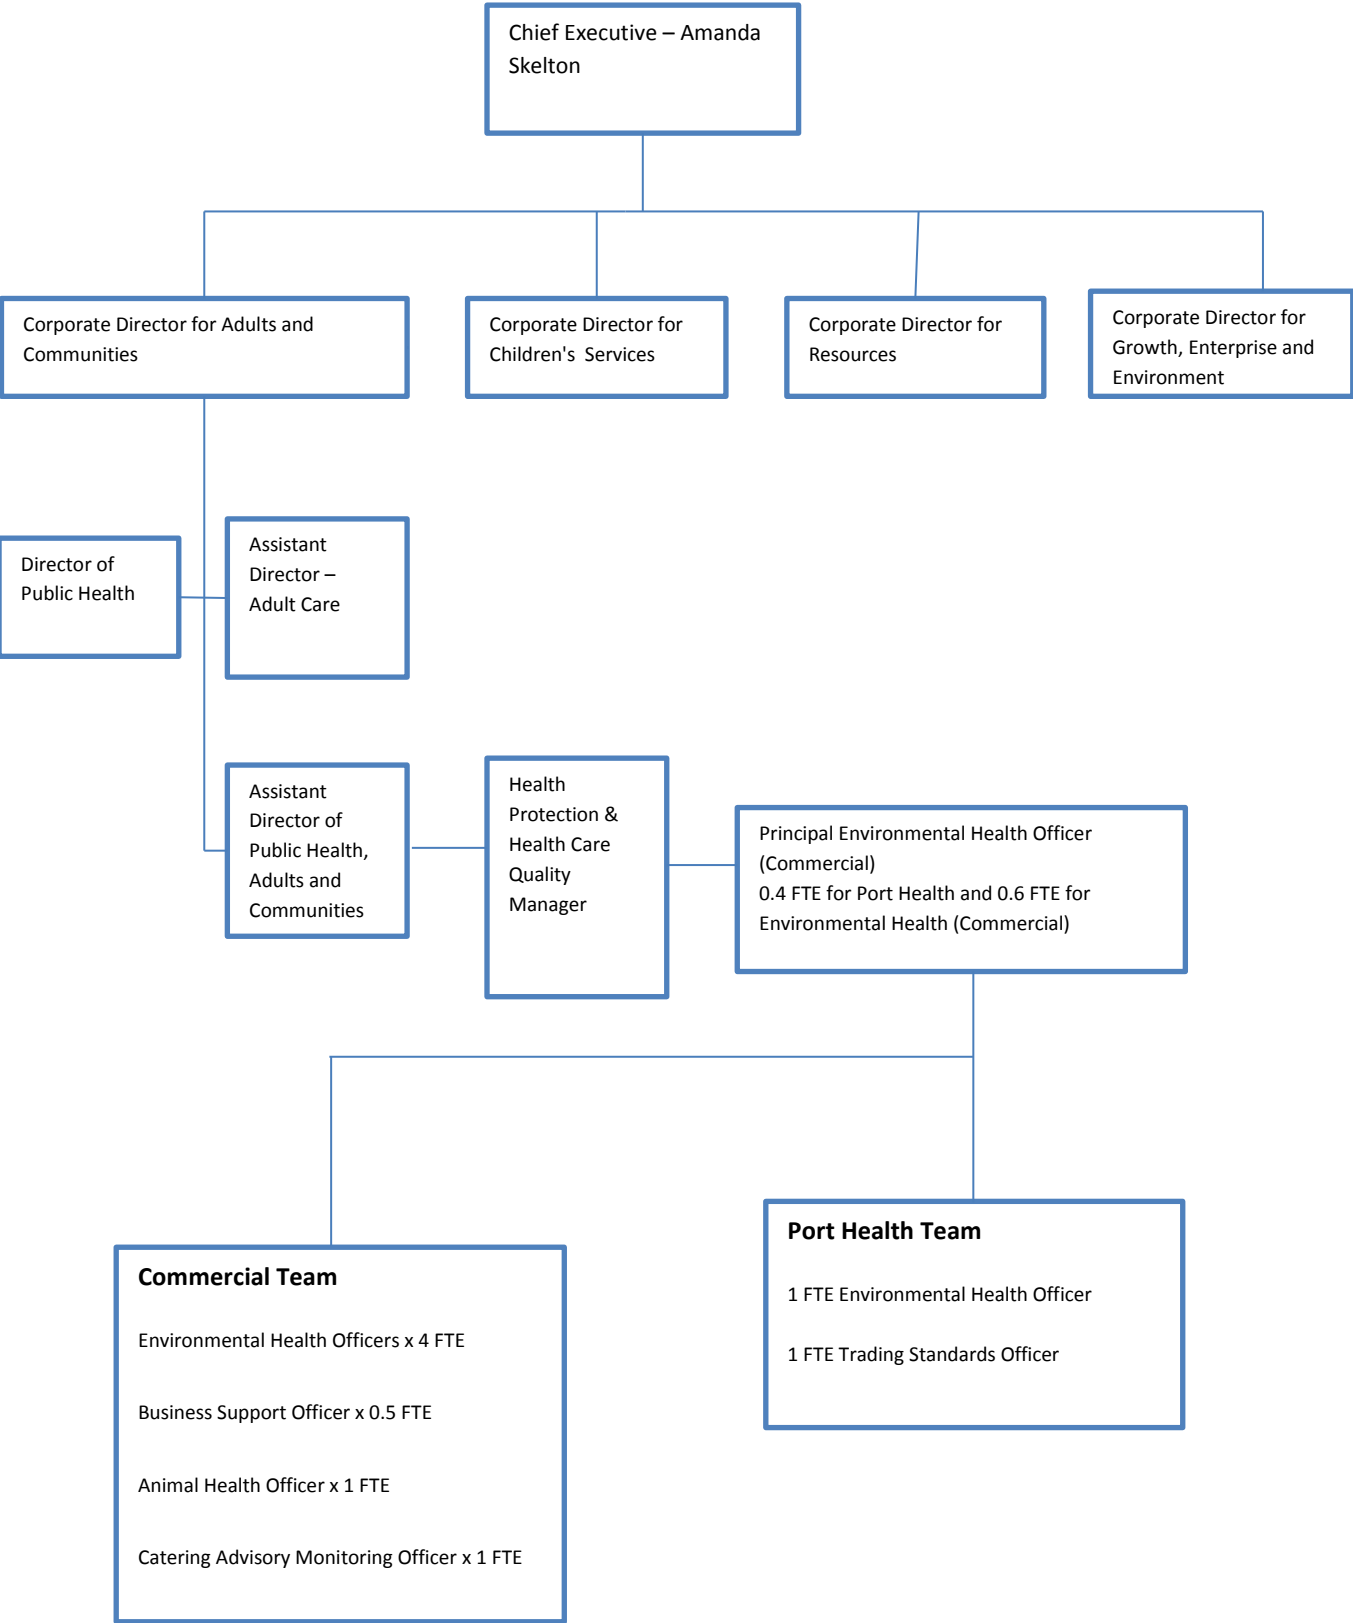 Chief Executive – Amanda
Skelton
Corporate Director for Adults and
Communities
Corporate Director for
Children's  Services
Corporate Director for
Resources
Corporate Director for
Growth, Enterprise and
Environment
Director of
Public Health
Assistant
Director –
Adult Care
Assistant
Director of
Public Health,
Adults and
Communities
Health
Protection &
Health Care
Quality
Manager
Principal Environmental Health Officer
(Commercial)
0.4 FTE for Port Health and 0.6 FTE for
Environmental Health (Commercial)
Commercial Team
Environmental Health Officers x 4 FTE
Business Support Officer x 0.5 FTE
Animal Health Officer x 1 FTE
Catering Advisory Monitoring Officer x 1 FTE
Port Health Team
1 FTE Environmental Health Officer
1 FTE Trading Standards Officer